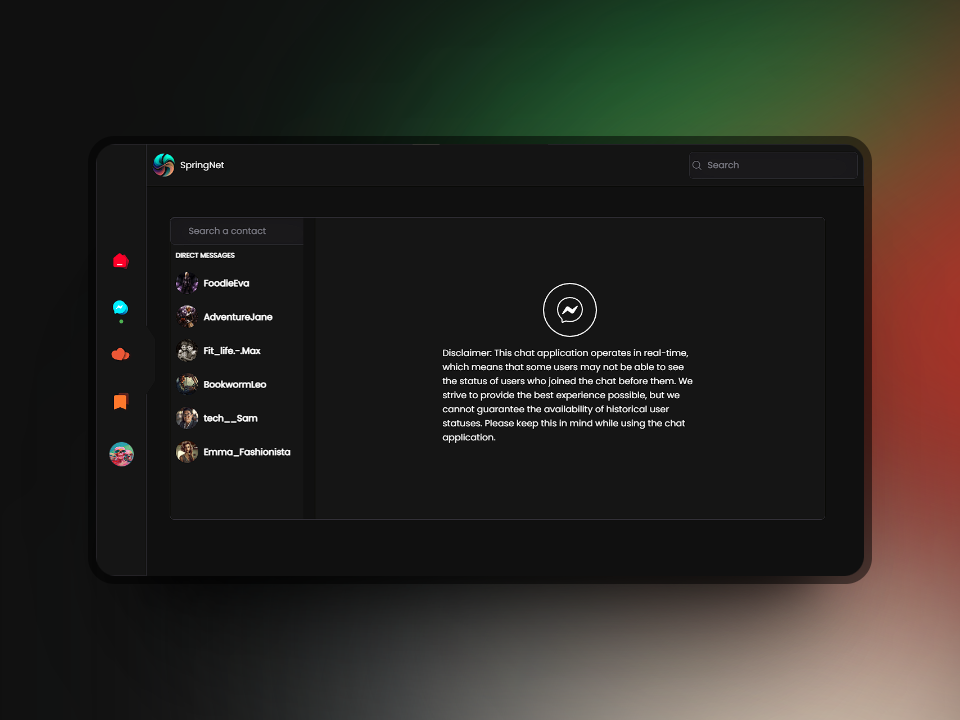 SpringNet
Search
Search a contact
DIRECT MESSAGES
FoodieEva
AdventureJane
Fit_life.-.Max
BookwormLeo
tech__Sam
Emma_Fashionista
Disclaimer: This chat application operates in real-time,
which means that some users may not be able to see
the status of users who joined the chat before them. We
strive to provide the best experience possible, but we
cannot guarantee the availability of historical user
statuses. Please keep this in mind while using the chat
application.